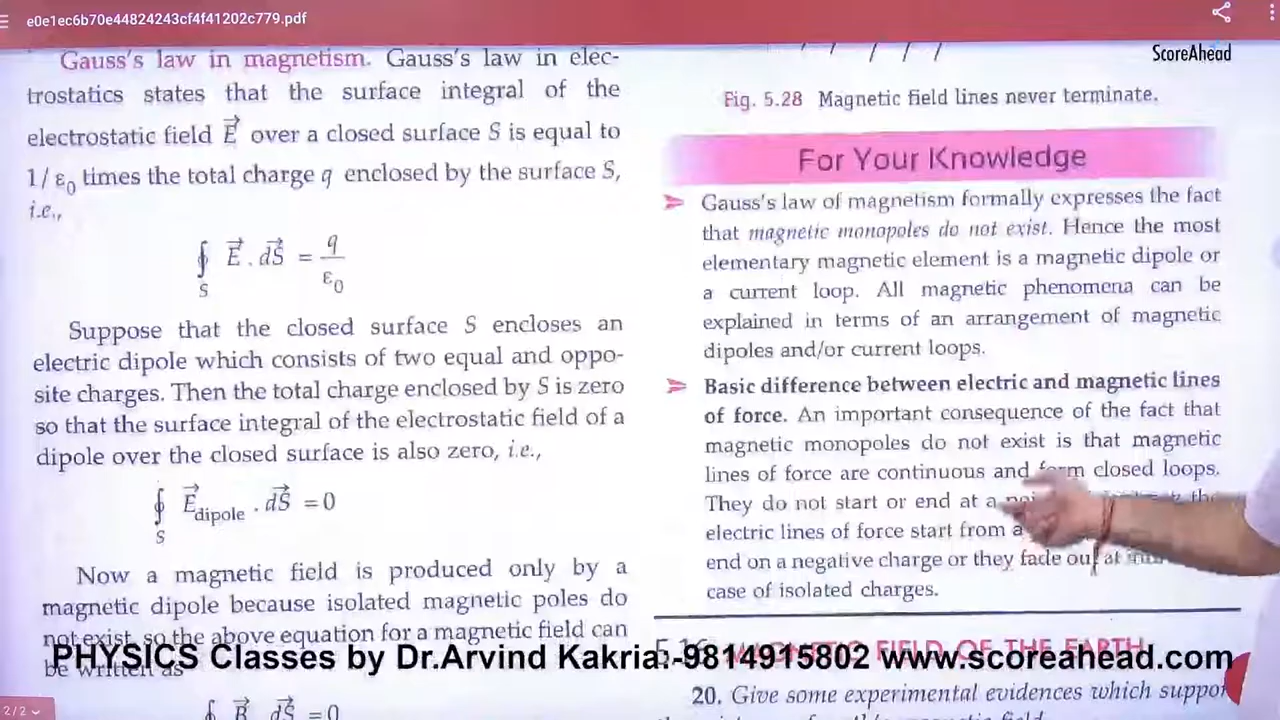 e0e1ec6b70e44824243cf4f41202c779.pdf
ScoreAhead
Gauss's law in magnetism. Gauss's law in elec-
trostatics states that the surface integral of the
electrostatic field E⃗ over a closed surface S is equal to
1/ε₀ times the total charge q enclosed by the surface S,
i.e.,
∮S E⃗ . dS⃗ = q/ε₀
Suppose that the closed surface S encloses an
electric dipole which consists of two equal and oppo-
site charges. Then the total charge enclosed by S is zero
so that the surface integral of the electrostatic field of a
dipole over the closed surface is also zero, i.e.,
∮S E⃗dipole . dS⃗ = 0
Now a magnetic field is produced only by a
magnetic dipole because isolated magnetic poles do
not exist, so the above equation for a magnetic field can
be written as
∮ B⃗ dS⃗ = 0
Fig. 5.28 Magnetic field lines never terminate.
For Your Knowledge
➢ Gauss's law of magnetism formally expresses the fact
that magnetic monopoles do not exist. Hence the most
elementary magnetic element is a magnetic dipole or
a current loop. All magnetic phenomena can be
explained in terms of an arrangement of magnetic
dipoles and/or current loops.
➢ Basic difference between electric and magnetic lines
of force. An important consequence of the fact that
magnetic monopoles do not exist is that magnetic
lines of force are continuous and form closed loops.
They do not start or end at a the
electric lines of force start from a
end on a negative charge or they fade out at
case of isolated charges.
5.16 MAGNETIC FIELD OF THE EARTH
20. Give some experimental evidences which suppor
PHYSICS Classes by Dr.Arvind Kakria:-9814915802 www.scoreahead.com
2/2